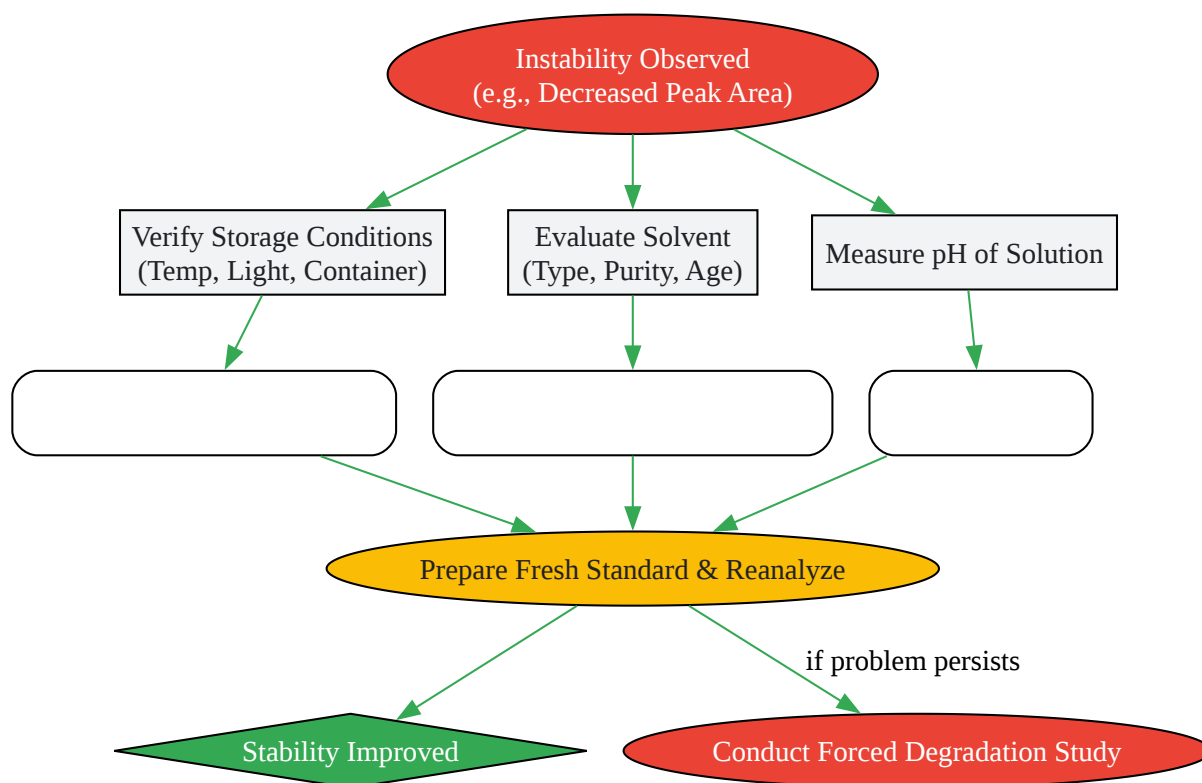 Instability Observed
(e.g., Decreased Peak Area)
Verify Storage Conditions
(Temp, Light, Container)
Evaluate Solvent
(Type, Purity, Age)
Measure pH of Solution
Prepare Fresh Standard & Reanalyze
if problem persists
Stability Improved
Conduct Forced Degradation Study